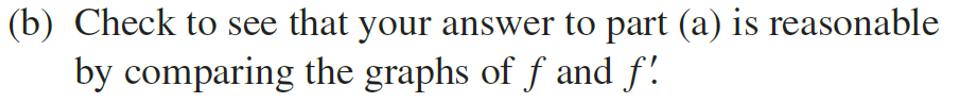 (b) Check to see that your answer to part (a) is reasonable
by comparing the graphs of f and f′.